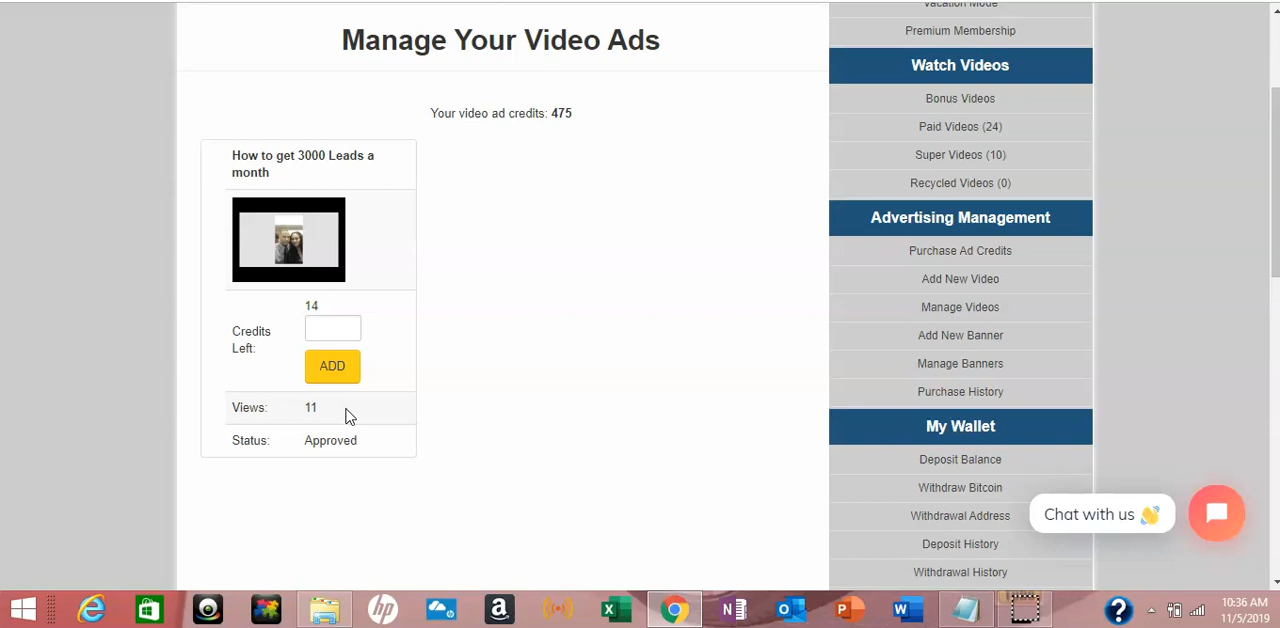 Manage Your Video Ads
Your video ad credits: 475
How to get 3000 Leads a
month
14
Credits
Left:
ADD
Views: 11
Status: Approved
Vacation Mode
Premium Membership
Watch Videos
Bonus Videos
Paid Videos (24)
Super Videos (10)
Recycled Videos (0)
Advertising Management
Purchase Ad Credits
Add New Video
Manage Videos
Add New Banner
Manage Banners
Purchase History
My Wallet
Deposit Balance
Withdraw Bitcoin
Withdrawal Address
Deposit History
Withdrawal History
Chat with us
10:36 AM
11/5/2019